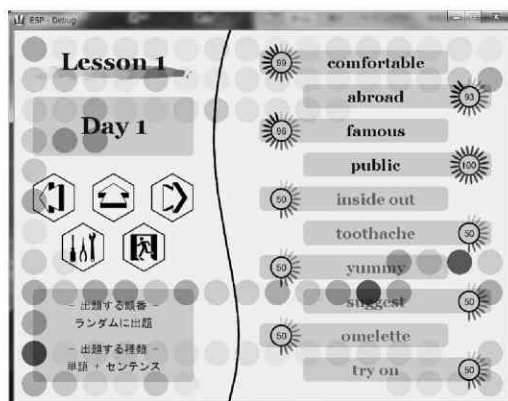 ESP - Debug
Lesson 1
Day 1
- 出題する順番 -
ランダムに出題
- 出題する種類 -
単語 + センテンス
99 comfortable
abroad 93
96 famous
public 100
50 inside out
toothache 50
50 yummy
suggest 50
50 omelette
try on 50